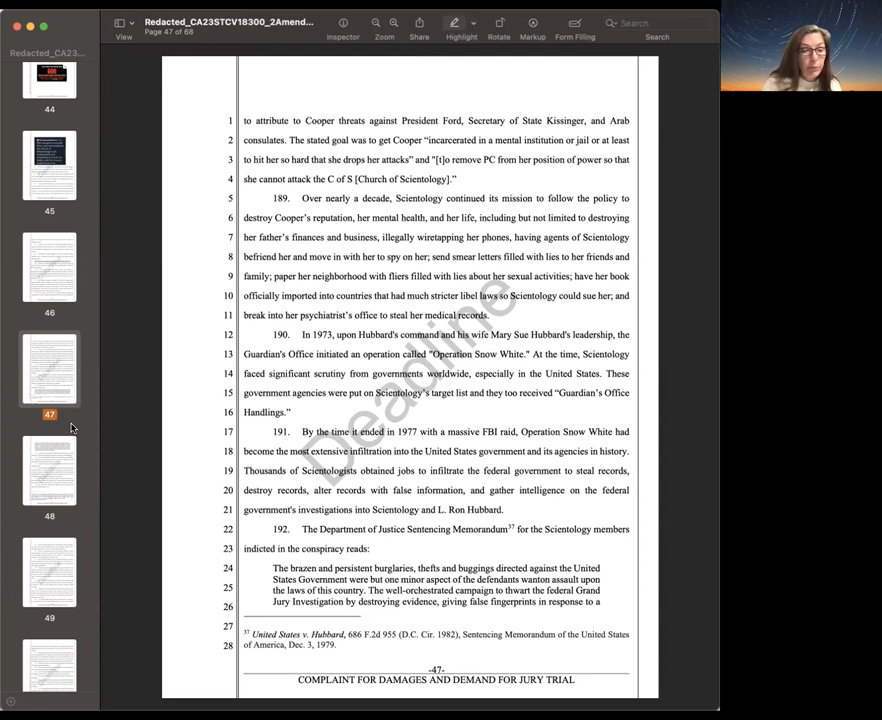 Redacted_CA23STCV18300_2Amend...
Page 47 of 68
View
Inspector
Zoom
Share
Highlight
Rotate
Markup
Form Filling
Search
Search
Redacted_CA23...
44
45
46
47
48
49
1 to attribute to Cooper threats against President Ford, Secretary of State Kissinger, and Arab
2 consulates. The stated goal was to get Cooper “incarcerated in a mental institution or jail or at least
3 to hit her so hard that she drops her attacks” and "[t]o remove PC from her position of power so that
4 she cannot attack the C of S [Church of Scientology].”
5 189. Over nearly a decade, Scientology continued its mission to follow the policy to
6 destroy Cooper's reputation, her mental health, and her life, including but not limited to destroying
7 her father’s finances and business, illegally wiretapping her phones, having agents of Scientology
8 befriend her and move in with her to spy on her; send smear letters filled with lies to her friends and
9 family; paper her neighborhood with fliers filled with lies about her sexual activities; have her book
10 officially imported into countries that had much stricter libel laws so Scientology could sue her; and
11 break into her psychiatrist’s office to steal her medical records.
12 190. In 1973, upon Hubbard's command and his wife Mary Sue Hubbard's leadership, the
13 Guardian's Office initiated an operation called "Operation Snow White." At the time, Scientology
14 faced significant scrutiny from governments worldwide, especially in the United States. These
15 government agencies were put on Scientology’s target list and they too received “Guardian’s Office
16 Handlings.”
17 191. By the time it ended in 1977 with a massive FBI raid, Operation Snow White had
18 become the most extensive infiltration into the United States government and its agencies in history.
19 Thousands of Scientologists obtained jobs to infiltrate the federal government to steal records,
20 destroy records, alter records with false information, and gather intelligence on the federal
21 government's investigations into Scientology and L. Ron Hubbard.
22 192. The Department of Justice Sentencing Memorandum37 for the Scientology members
23 indicted in the conspiracy reads:
24 The brazen and persistent burglaries, thefts and buggings directed against the United
States Government were but one minor aspect of the defendants wanton assault upon
25 the laws of this country. The well-orchestrated campaign to thwart the federal Grand
26 Jury Investigation by destroying evidence, giving false fingerprints in response to a
27
37 United States v. Hubbard, 686 F.2d 955 (D.C. Cir. 1982), Sentencing Memorandum of the United States
28 of America, Dec. 3, 1979.
-47-
COMPLAINT FOR DAMAGES AND DEMAND FOR JURY TRIAL
Deadline